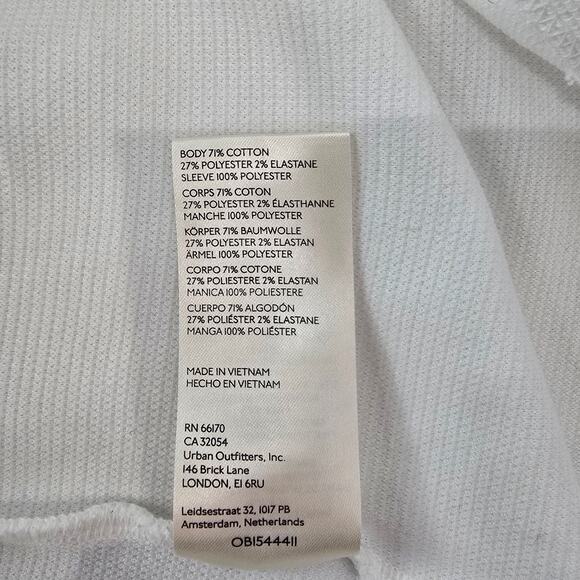 BODY 71% COTTON
27% POLYESTER 2% ELASTANE
SLEEVE 100% POLYESTER
CORPS 71% COTON
27% POLYESTER 2% ÉLASTHANNE
MANCHE 100% POLYESTER
KÖRPER 71% BAUMWOLLE
27% POLYESTER 2% ELASTAN
ÄRMEL 100% POLYESTER
CORPO 71% COTONE
27% POLIESTERE 2% ELASTAN
MANICA 100% POLIESTERE
CUERPO 71% ALGODÓN
27% POLIÉSTER 2% ELASTANE
MANGA 100% POLIÉSTER
MADE IN VIETNAM
HECHO EN VIETNAM
RN 66170
CA 32054
Urban Outfitters, Inc.
146 Brick Lane
LONDON, E1 6RU
Leidsestraat 32, 1017 PB
Amsterdam, Netherlands
OB1544411